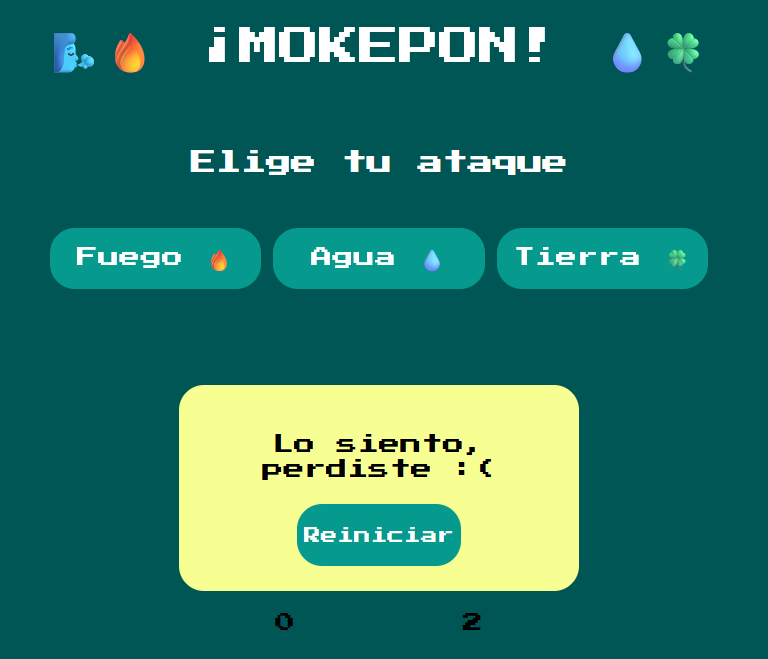 ¡MOKEPON!
Elige tu ataque
Fuego Agua Tierra
Lo siento,
perdiste :(
Reiniciar
0 2